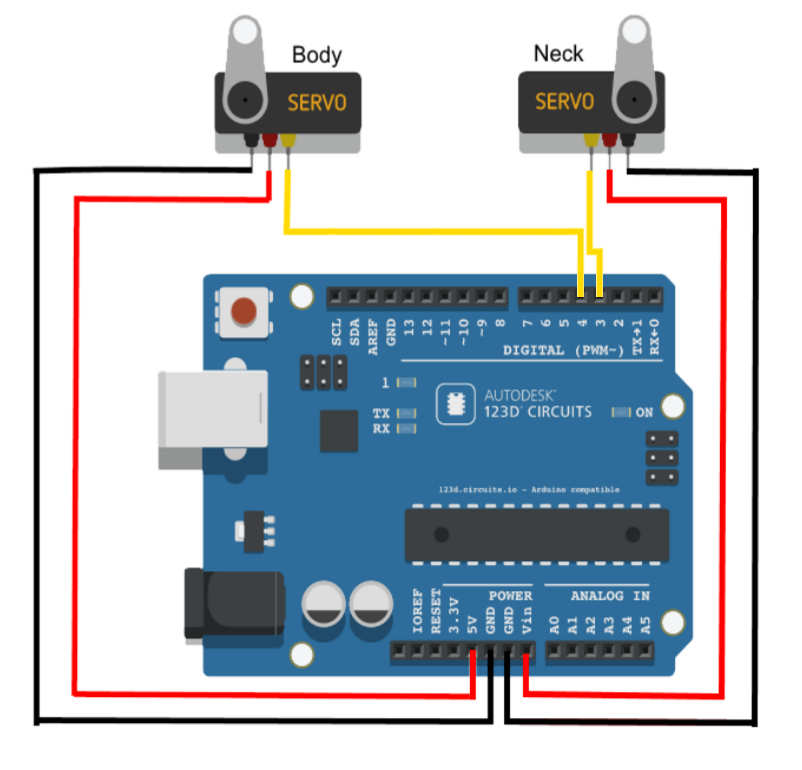 Body
Neck
SERVO
SERVO
SCL
SDA
AREF
GND
13
12
~11
~10
~9
8
7
6
5
4
~3
2
TX→1
RX←0
DIGITAL (PWM~)
1
TX
RX
AUTODESK™
123D® CIRCUITS
ON
123d.circuits.io - Arduino compatible
POWER
ANALOG IN
IOREF
RESET
3.3V
5V
GND
GND
Vin
A0
A1
A2
A3
A4
A5